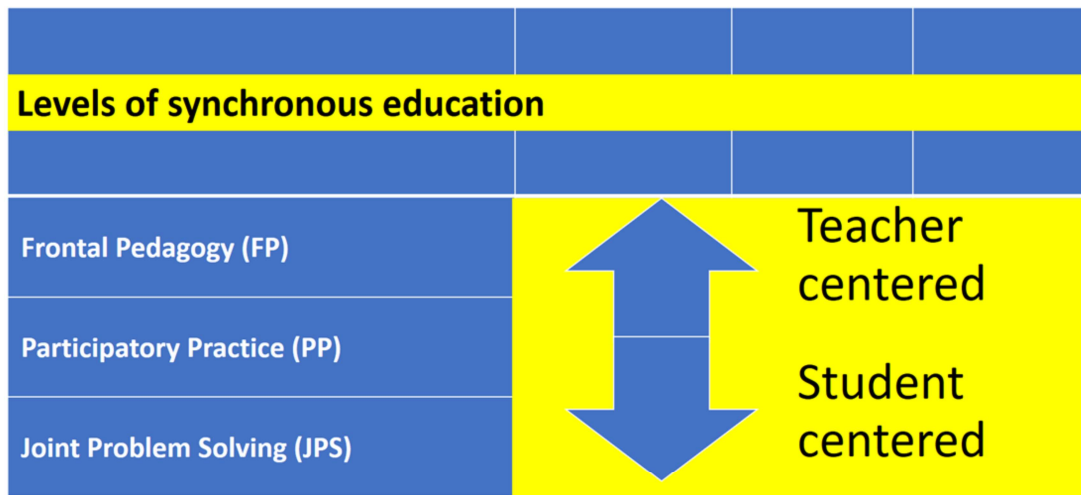 Levels of synchronous education
Frontal Pedagogy (FP)
Participatory Practice (PP)
Joint Problem Solving (JPS)
Teacher
centered
Student
centered